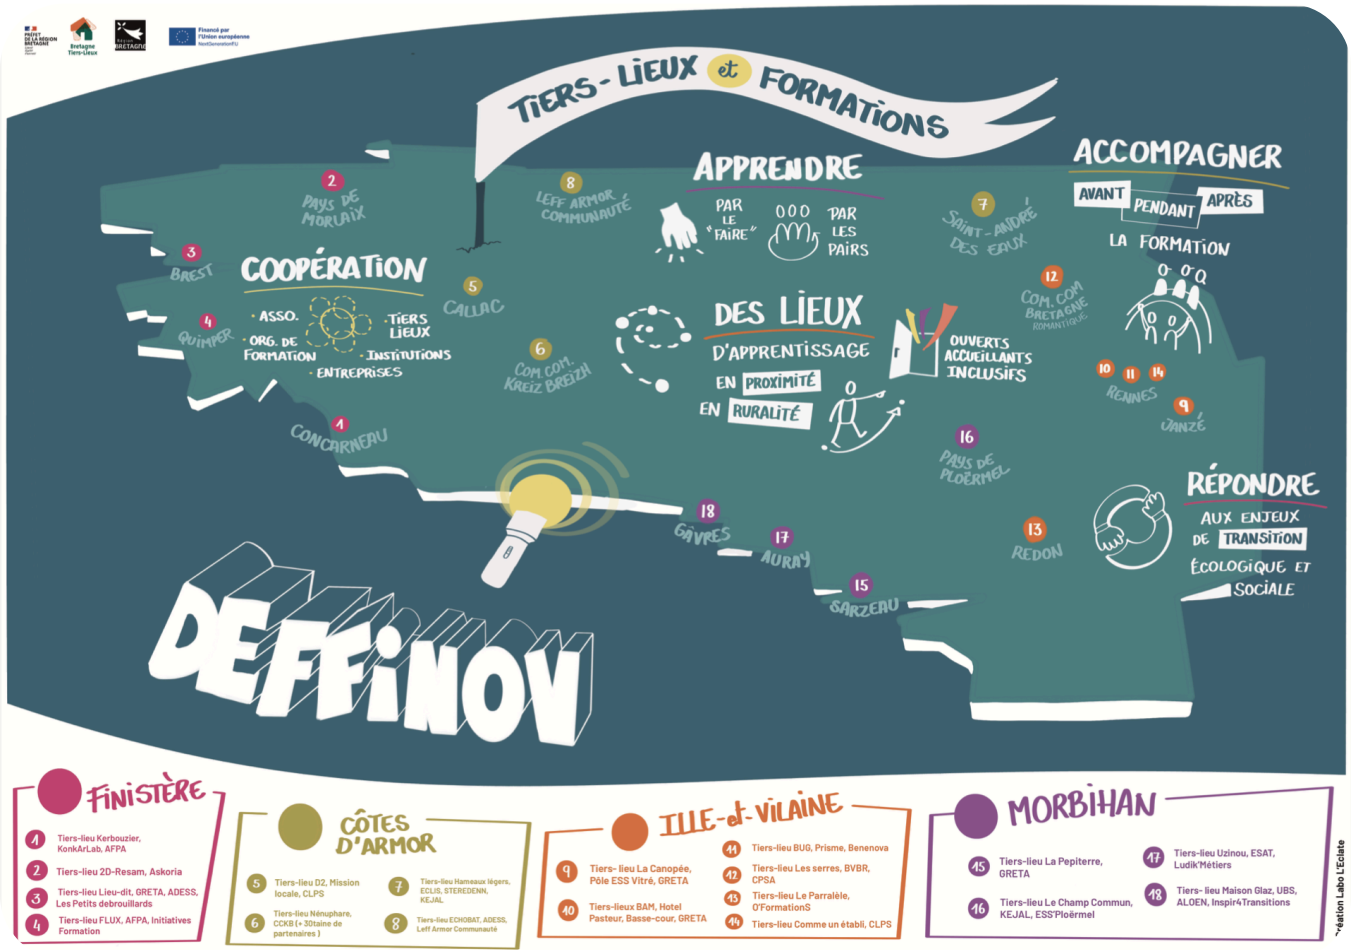 PRÉFET
DE LA RÉGION
BRETAGNE
Bretagne
Tiers-Lieux
Région
BRETAGNE
Financé par
l'Union européenne
NextGenerationEU
TIERS-LIEUX et FORMATIONS
APPRENDRE
PAR
LE
"FAIRE"
PAR
LES
PAIRS
ACCOMPAGNER
AVANT
PENDANT
APRÈS
LA FORMATION
2
PAYS DE
MORLAIX
8
LEFF ARMOR
COMMUNAUTÉ
7
SAINT-ANDRÉ
DES EAUX
3
BREST
COOPÉRATION
· ASSO.
· ORG. DE
FORMATION
· TIERS
LIEUX
· INSTITUTIONS
· ENTREPRISES
4
QUIMPER
5
CALLAC
6
COM.COM.
KREIZ BREIZH
DES LIEUX
D'APPRENTISSAGE
EN PROXIMITÉ
EN RURALITÉ
OUVERTS
ACCUEILLANTS
INCLUSIFS
12
COM.COM
BRETAGNE
ROMANTIQUE
10
11
14
RENNES
9
JANZÉ
1
CONCARNEAU
16
PAYS DE
PLOËRMEL
RÉPONDRE
AUX ENJEUX
DE TRANSITION
ÉCOLOGIQUE ET
SOCIALE
18
GÂVRES
17
AURAY
15
SARZEAU
13
REDON
DEFFINOV
FINISTÈRE
1 Tiers-lieu Kerbouzier,
KonkArLab, AFPA
2 Tiers-lieu 2D-Resam, Askoria
3 Tiers-lieu Lieu-dit, GRETA, ADESS,
Les Petits debrouillards
4 Tiers-lieu FLUX, AFPA, Initiatives
Formation
CÔTES
D'ARMOR
5 Tiers-lieu D2, Mission
locale, CLPS
6 Tiers-lieu Nénuphare,
CCKB (+ 30taine de
partenaires )
7 Tiers-lieu Hameaux légers,
ECLIS, STEREDENN,
KEJAL
8 Tiers-lieu ECHOBAT, ADESS,
Leff Armor Communauté
ILLE-et-VILAINE
9 Tiers- lieu La Canopée,
Pôle ESS Vitré, GRETA
10 Tiers-lieux BAM, Hotel
Pasteur, Basse-cour, GRETA
11 Tiers-lieu BUG, Prisme, Benenova
12 Tiers-lieu Les serres, BVBR,
CPSA
13 Tiers-lieu Le Parralèle,
O'FormationS
14 Tiers-lieu Comme un établi, CLPS
MORBIHAN
15 Tiers-lieu La Pepiterre,
GRETA
16 Tiers-lieu Le Champ Commun,
KEJAL, ESS'Ploërmel
17 Tiers-lieu Uzinou, ESAT,
Ludik'Métiers
18 Tiers- lieu Maison Glaz, UBS,
ALOEN, Inspir4Transitions
réation Labo L'Eclate